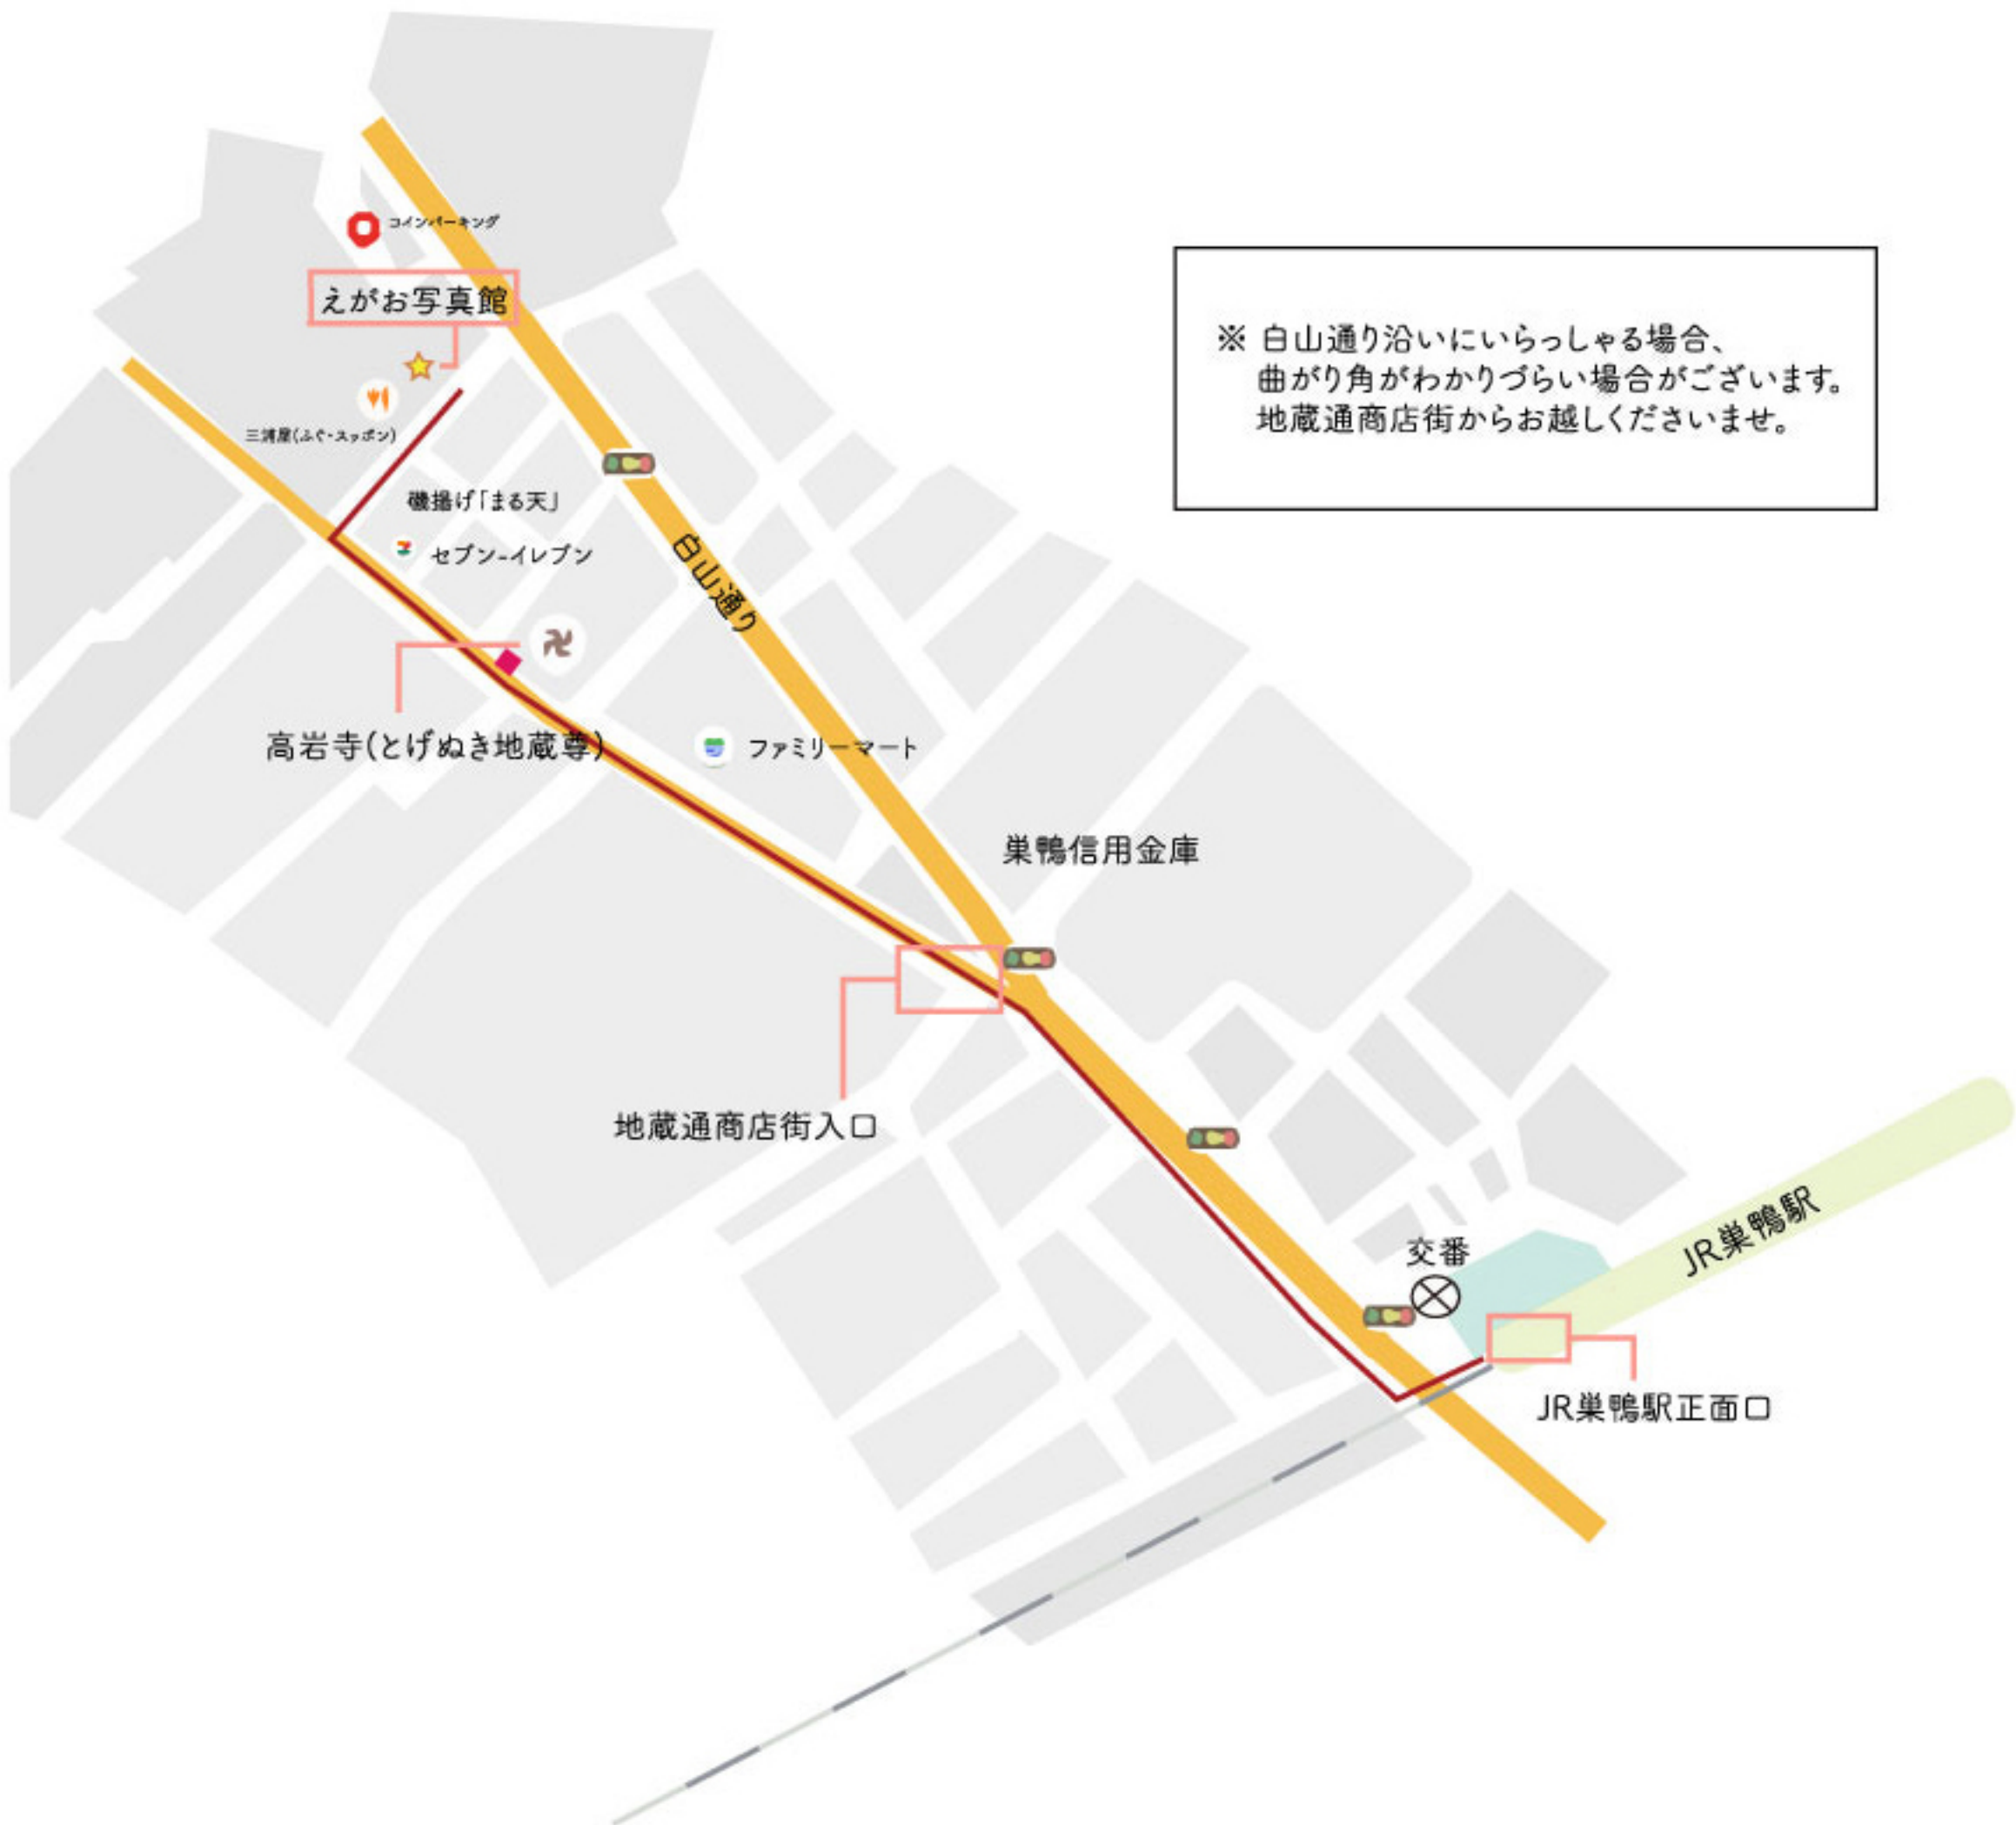 コインパーキング
えがお写真館
※ 白山通り沿いにいらっしゃる場合、
曲がり角がわかりづらい場合がございます。
地蔵通商店街からお越しくださいませ。
三浦屋(ふぐ・スッポン)
磯揚げ「まる天」
セブン-イレブン
白山通り
高岩寺(とげぬき地蔵尊)
ファミリーマート
巣鴨信用金庫
地蔵通商店街入口
交番
JR巣鴨駅
JR巣鴨駅正面口